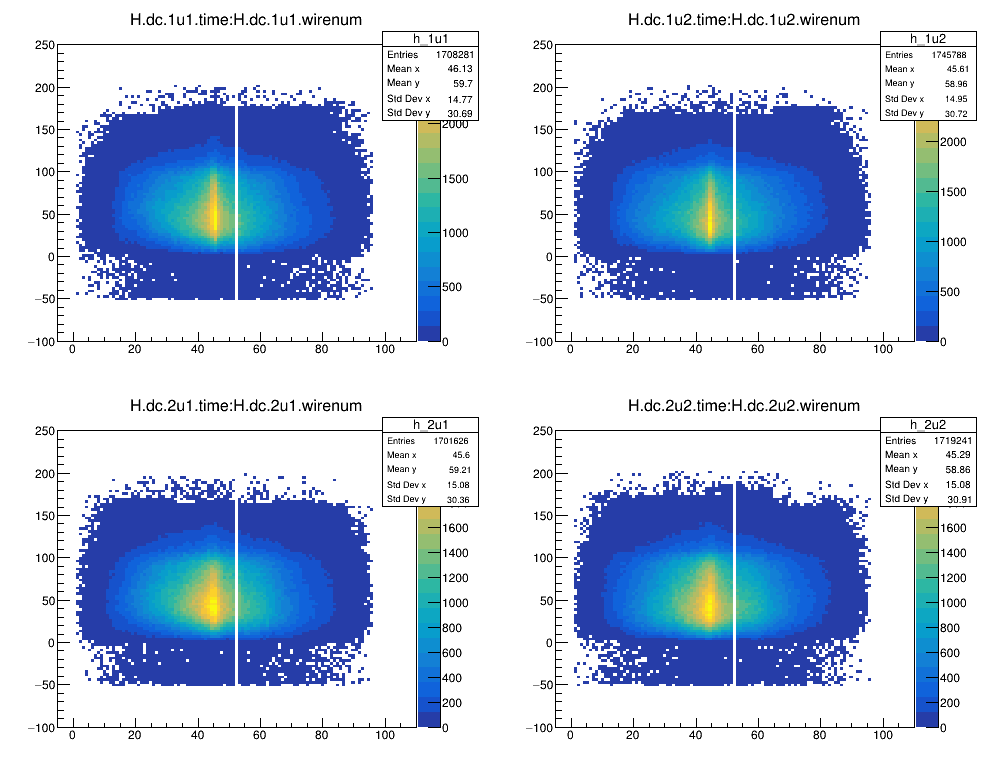 H.dc.1u1.time:H.dc.1u1.wirenum
h_1u1
Entries 1708281
Mean x 46.13
Mean y 59.7
Std Dev x 14.77
Std Dev y 30.69
250
200
150
100
50
0
−50
−100
0 20 40 60 80 100
2000
1500
1000
500
0
H.dc.1u2.time:H.dc.1u2.wirenum
h_1u2
Entries 1745788
Mean x 45.61
Mean y 58.96
Std Dev x 14.95
Std Dev y 30.72
250
200
150
100
50
0
−50
−100
0 20 40 60 80 100
2000
1500
1000
500
0
H.dc.2u1.time:H.dc.2u1.wirenum
h_2u1
Entries 1701626
Mean x 45.6
Mean y 59.21
Std Dev x 15.08
Std Dev y 30.36
250
200
150
100
50
0
−50
−100
0 20 40 60 80 100
1600
1400
1200
1000
800
600
400
200
0
H.dc.2u2.time:H.dc.2u2.wirenum
h_2u2
Entries 1719241
Mean x 45.29
Mean y 58.86
Std Dev x 15.08
Std Dev y 30.91
250
200
150
100
50
0
−50
−100
0 20 40 60 80 100
1600
1400
1200
1000
800
600
400
200
0